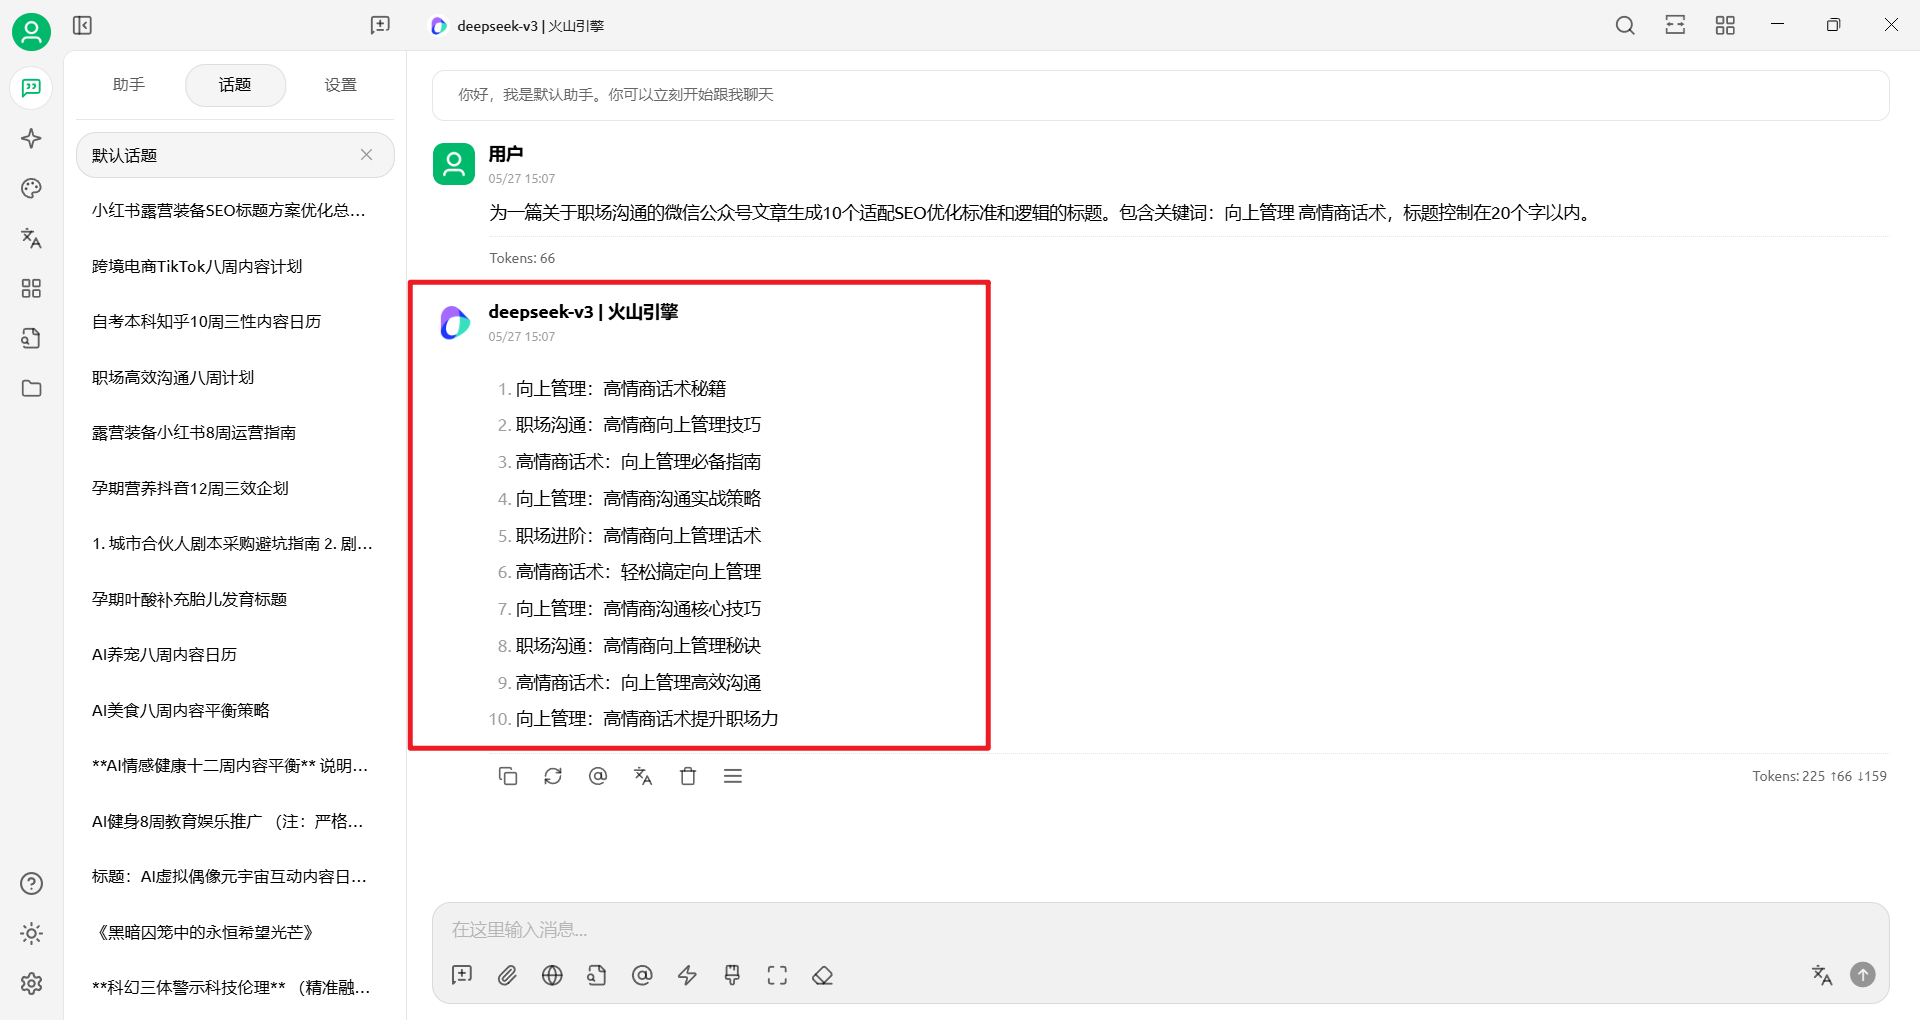 deepseek-v3 | 火山引擎
助手
话题
设置
默认话题
小红书露营装备SEO标题方案优化总...
跨境电商TikTok八周内容计划
自考本科知乎10周三性内容日历
职场高效沟通八周计划
露营装备小红书8周运营指南
孕期营养抖音12周三效企划
1. 城市合伙人剧本采购避坑指南 2. 剧...
孕期叶酸补充胎儿发育标题
AI养宠八周内容日历
AI美食八周内容平衡策略
**AI情感健康十二周内容平衡** 说明...
AI健身8周教育娱乐推广 （注：严格...
标题：AI虚拟偶像元宇宙互动内容日...
《黑暗囚笼中的永恒希望光芒》
**科幻三体警示科技伦理** （精准融...
你好，我是默认助手。你可以立刻开始跟我聊天
用户
05/27 15:07
为一篇关于职场沟通的微信公众号文章生成10个适配SEO优化标准和逻辑的标题。包含关键词：向上管理 高情商话术，标题控制在20个字以内。
Tokens: 66
deepseek-v3 | 火山引擎
05/27 15:07
1. 向上管理：高情商话术秘籍
2. 职场沟通：高情商向上管理技巧
3. 高情商话术：向上管理必备指南
4. 向上管理：高情商沟通实战策略
5. 职场进阶：高情商向上管理话术
6. 高情商话术：轻松搞定向上管理
7. 向上管理：高情商沟通核心技巧
8. 职场沟通：高情商向上管理秘诀
9. 高情商话术：向上管理高效沟通
10. 向上管理：高情商话术提升职场力
Tokens: 225 ↑66 ↓159
在这里输入消息...